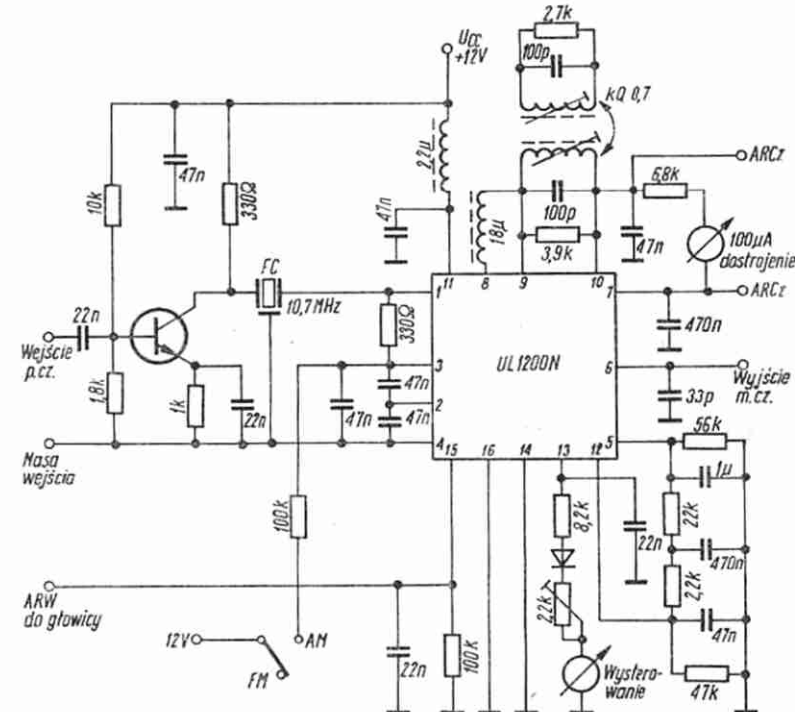 2,7k
100p
UCC
+12V
kQ 0,7
10k
47n
330Ω
2,2μ
47n
18μ
100p
3,9k
6,8k
47n
ARCz
100μA
dostrojenie
FC
10,7MHz
11
8
9
10
1
7
ARCz
470n
22n
Wejście
p.cz.
330Ω
3
UL1200N
6
Wyjście
m.cz.
33p
1,8k
1k
22n
47n
47n
47n
2
4
15
16
14
13
12
5
56k
1μ
Masa
wejścia
100k
8,2k
22n
22k
470n
2,2k
47n
47k
ARW
do głowicy
12V
AM
FM
22n
100k
2,2k
Wystero-
wanie